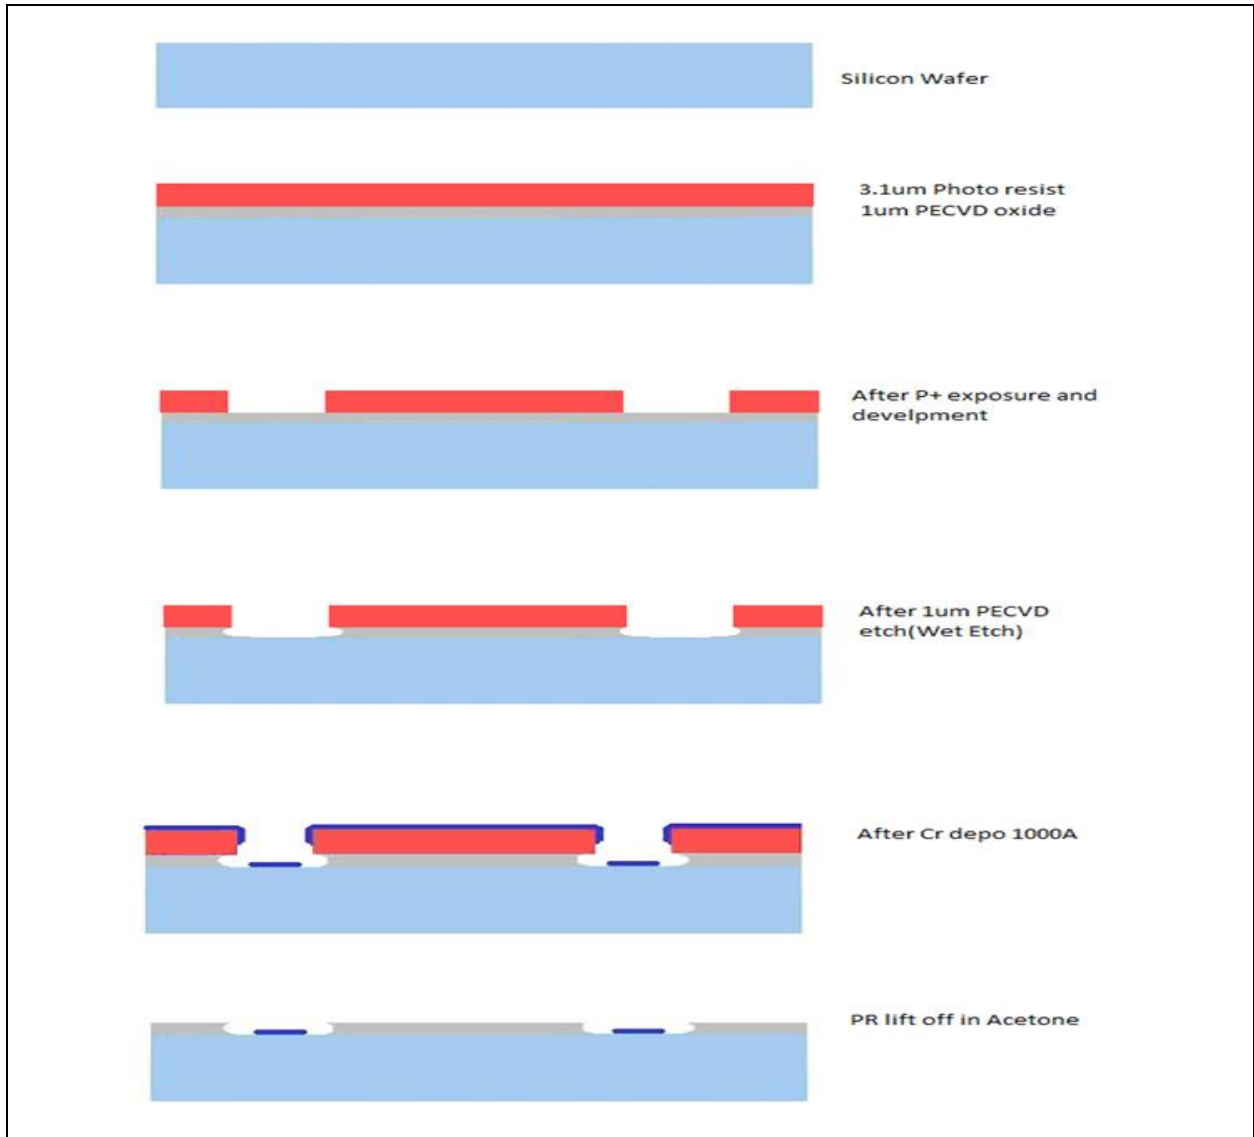 Silicon Wafer
3.1um Photo resist
1um PECVD oxide
After P+ exposure and
develpment
After 1um PECVD
etch(Wet Etch)
After Cr depo 1000A
PR lift off in Acetone